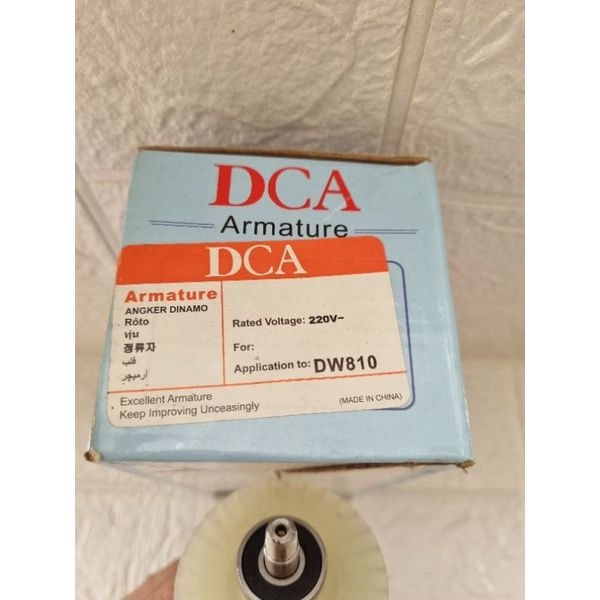 DCA
Armature
DCA
Armature
ANGKER DINAMO
Rôto
ทุ่น
정류자
قلب
آرمیچر
Rated Voltage: 220V~
For:
Application to: DW810
Excellent Armature
Keep Improving Unceasingly
(MADE IN CHINA)